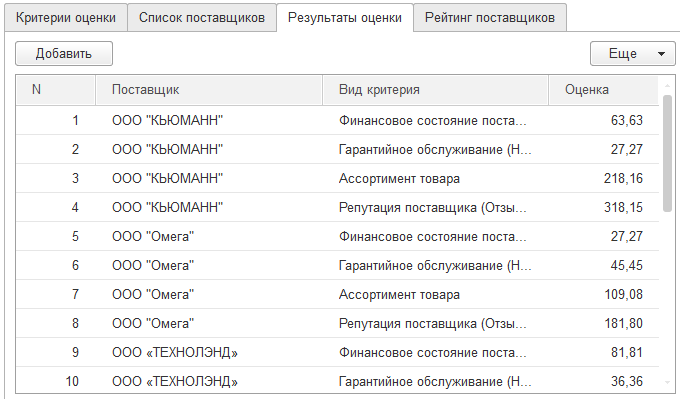 Критерии оценки Список поставщиков Результаты оценки Рейтинг поставщиков
Добавить Еще
N Поставщик Вид критерия Оценка
1 ООО "КЬЮМАНН" Финансовое состояние поста... 63,63
2 ООО "КЬЮМАНН" Гарантийное обслуживание (Н... 27,27
3 ООО "КЬЮМАНН" Ассортимент товара 218,16
4 ООО "КЬЮМАНН" Репутация поставщика (Отзы... 318,15
5 ООО "Омега" Финансовое состояние поста... 27,27
6 ООО "Омега" Гарантийное обслуживание (Н... 45,45
7 ООО "Омега" Ассортимент товара 109,08
8 ООО "Омега" Репутация поставщика (Отзы... 181,80
9 ООО «ТЕХНОЛЭНД» Финансовое состояние поста... 81,81
10 ООО «ТЕХНОЛЭНД» Гарантийное обслуживание (Н... 36,36